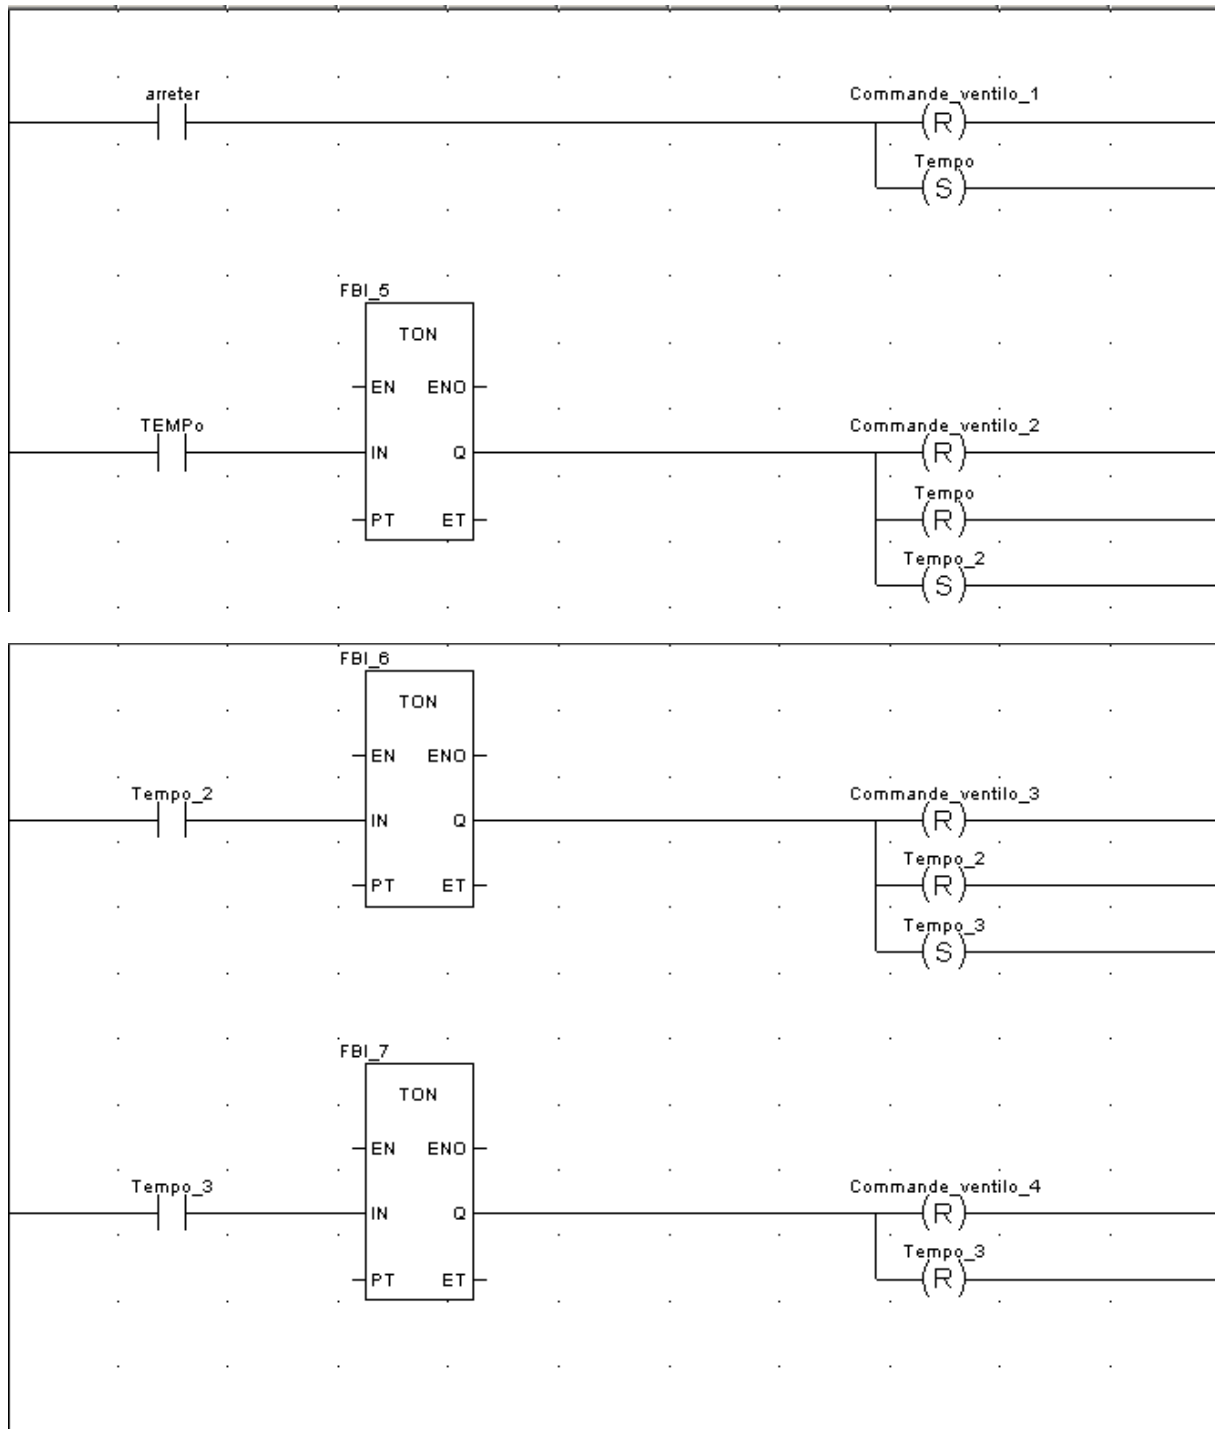 arreter
Commande_ventilo_1
R
Tempo
S
FBI_5
TON
EN ENO
TEMPo
IN Q
Commande_ventilo_2
R
PT ET
Tempo
R
Tempo_2
S
FBI_6
TON
EN ENO
Tempo_2
IN Q
Commande_ventilo_3
R
PT ET
Tempo_2
R
Tempo_3
S
FBI_7
TON
EN ENO
Tempo_3
IN Q
Commande_ventilo_4
R
PT ET
Tempo_3
R